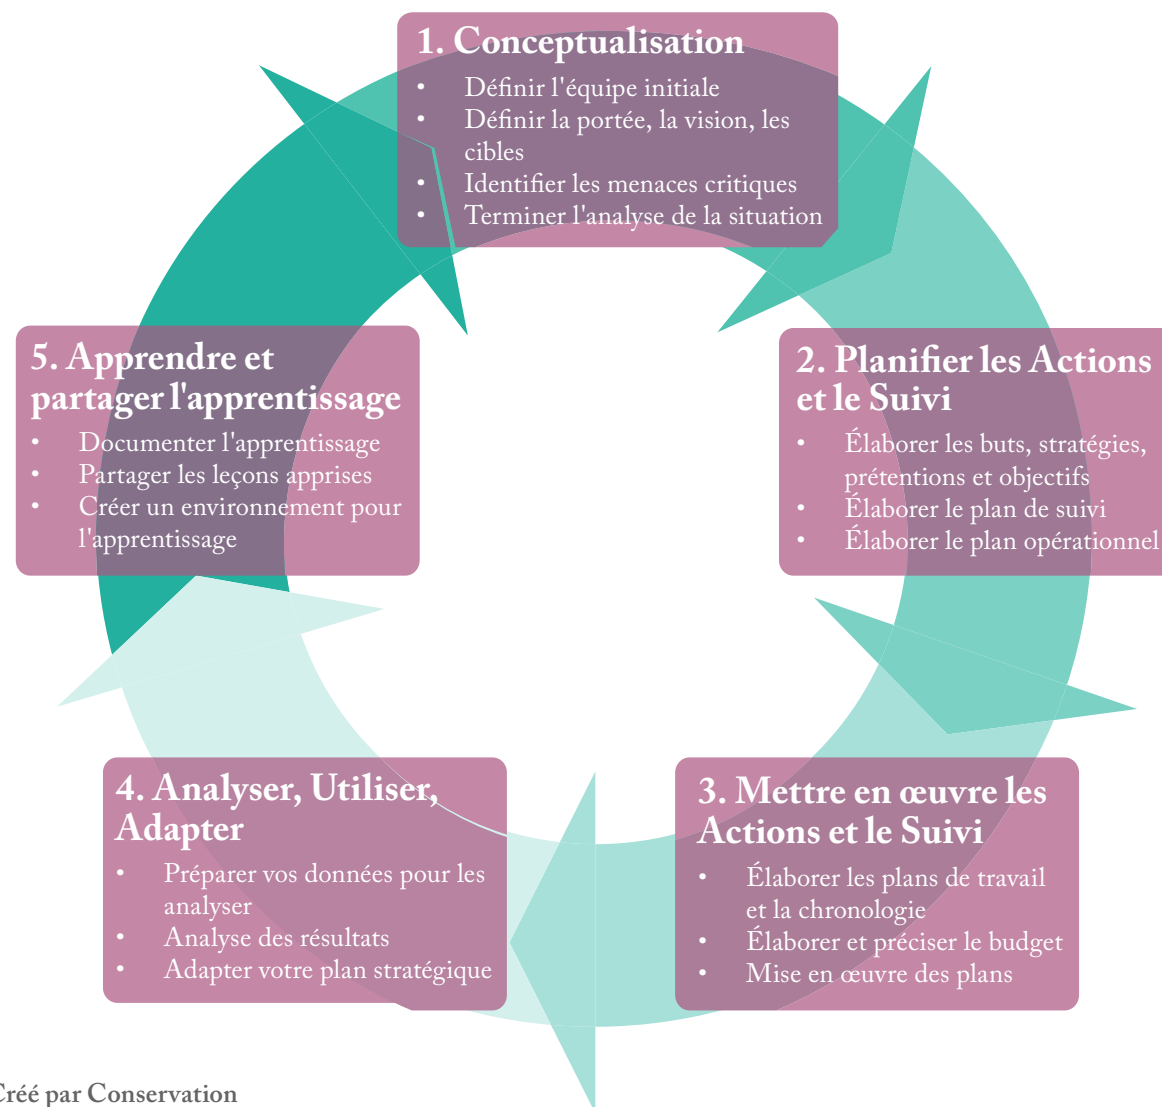 1. Conceptualisation
• Définir l'équipe initiale
• Définir la portée, la vision, les
cibles
• Identifier les menaces critiques
• Terminer l'analyse de la situation
2. Planifier les Actions
et le Suivi
• Élaborer les buts, stratégies,
prétentions et objectifs
• Élaborer le plan de suivi
• Élaborer le plan opérationnel
3. Mettre en œuvre les
Actions et le Suivi
• Élaborer les plans de travail
et la chronologie
• Élaborer et préciser le budget
• Mise en œuvre des plans
4. Analyser, Utiliser,
Adapter
• Préparer vos données pour les
analyser
• Analyse des résultats
• Adapter votre plan stratégique
5. Apprendre et
partager l'apprentissage
• Documenter l'apprentissage
• Partager les leçons apprises
• Créer un environnement pour
l'apprentissage
Créé par Conservation